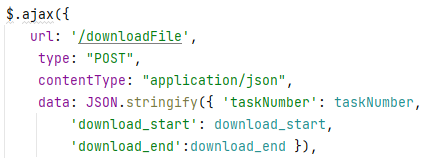 $.ajax({
url: '/downloadFile',
type: "POST",
contentType: "application/json",
data: JSON.stringify({ 'taskNumber': taskNumber,
'download_start': download_start,
'download_end':download_end }),